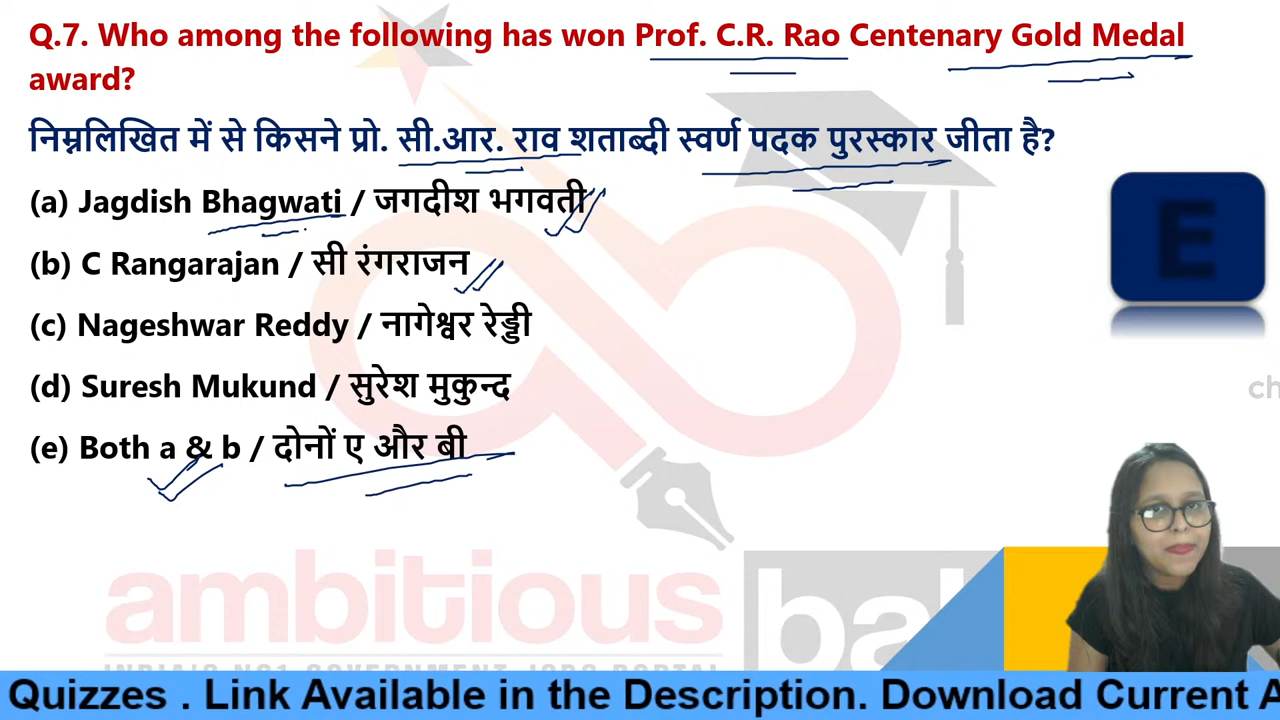 Q.7. Who among the following has won Prof. C.R. Rao Centenary Gold Medal
award?
निम्नलिखित में से किसने प्रो. सी.आर. राव शताब्दी स्वर्ण पदक पुरस्कार जीता है?
(a) Jagdish Bhagwati / जगदीश भगवती
(b) C Rangarajan / सी रंगराजन
(c) Nageshwar Reddy / नागेश्वर रेड्डी
(d) Suresh Mukund / सुरेश मुकुन्द
(e) Both a & b / दोनों ए और बी
E
ch
ambitious ba
Quizzes . Link Available in the Description. Download Current A